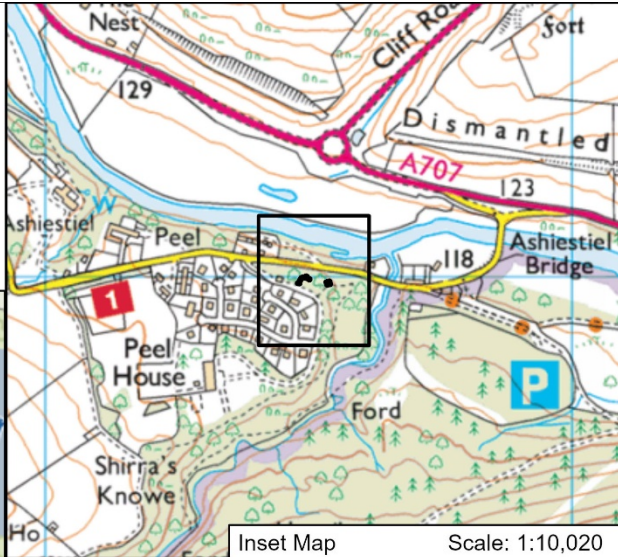 Nest
Cliff Roa
fort
129
Dismantled
A707
123
W
Ashiestiel
Peel
118
Ashiestiel
Bridge
1
Peel
House
P
Ford
Shirra's
Knowe
Ho
Inset Map
Scale: 1:10,020